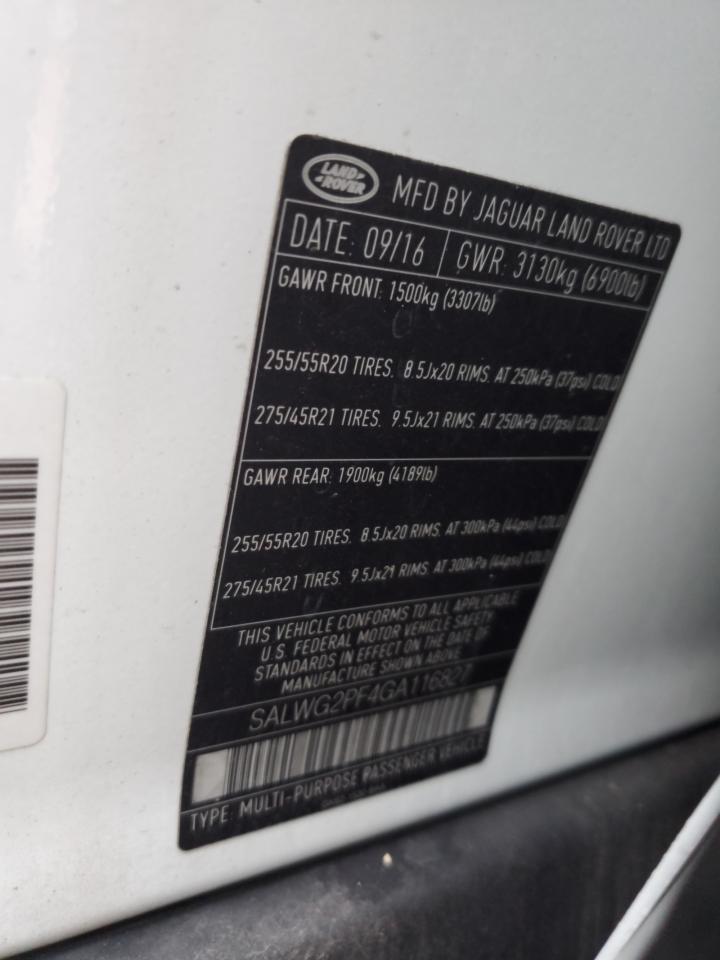 LAND
ROVER
MFD BY JAGUAR LAND ROVER LTD
DATE: 09/16 GWR: 3130kg (6900lb)
GAWR FRONT: 1500kg (3307lb)
255/55R20 TIRES. 8.5Jx20 RIMS. AT 250kPa (37psi) COLD
275/45R21 TIRES. 9.5Jx21 RIMS. AT 250kPa (37psi) COLD
GAWR REAR: 1900kg (4189lb)
255/55R20 TIRES. 8.5Jx20 RIMS. AT 300kPa (44psi) COLD
275/45R21 TIRES. 9.5Jx21 RIMS. AT 300kPa (44psi) COLD
THIS VEHICLE CONFORMS TO ALL APPLICABLE
U.S. FEDERAL MOTOR VEHICLE SAFETY
STANDARDS IN EFFECT ON THE DATE OF
MANUFACTURE SHOWN ABOVE.
SALWG2PF4GA116827
TYPE: MULTI-PURPOSE PASSENGER VEHICLE